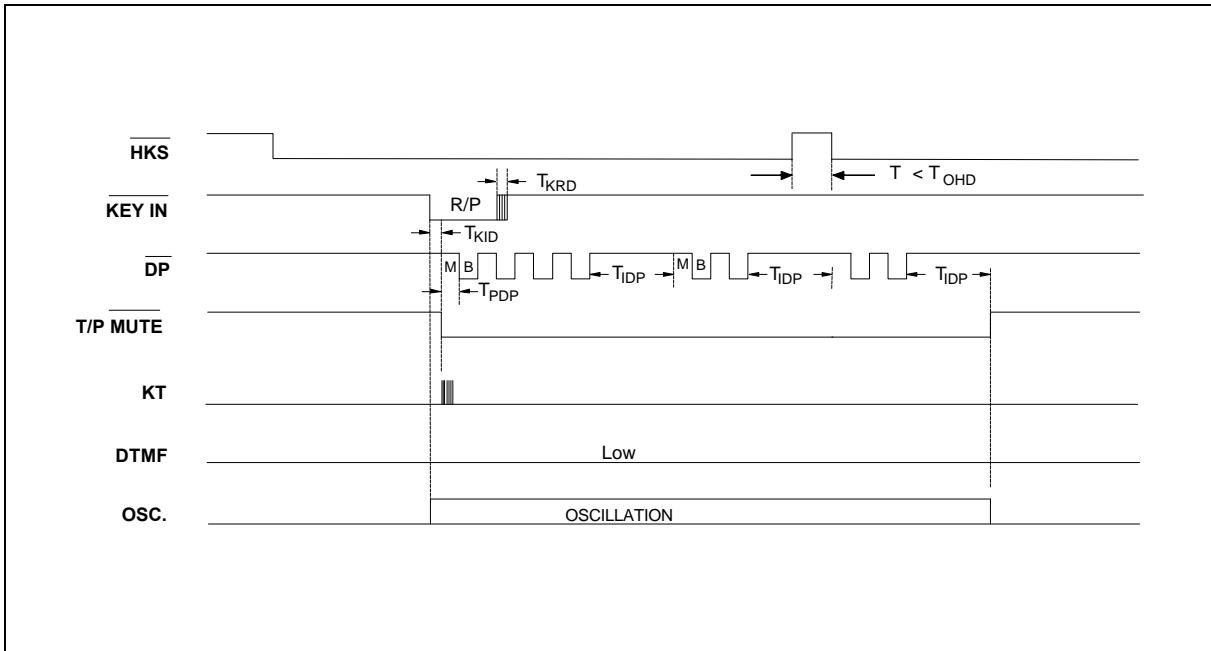 HKS
T < TOHD
TKRD
KEY IN
R/P
TKID
DP
M B TIDP M B TIDP TIDP
TPDP
T/P MUTE
KT
DTMF
Low
OSC.
OSCILLATION